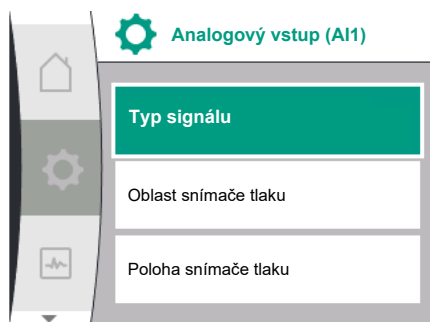 Analogový vstup (AI1)
Typ signálu
Oblast snímače tlaku
Poloha snímače tlaku